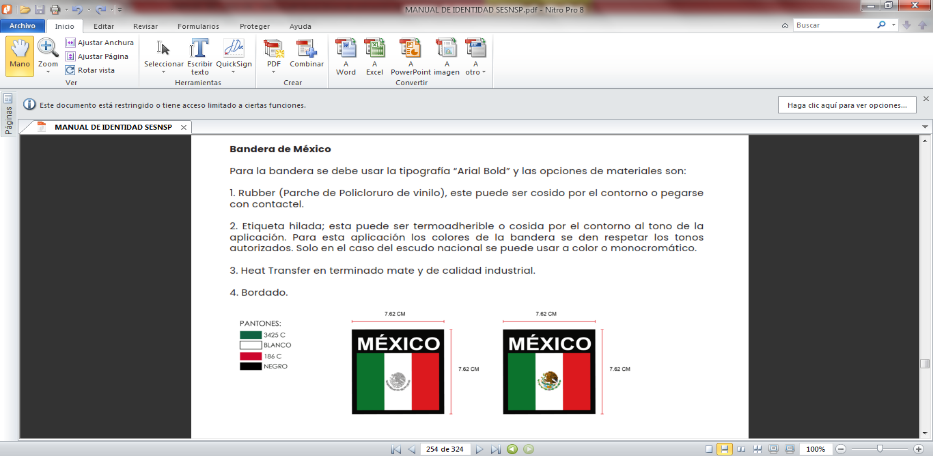 MANUAL DE IDENTIDAD SESNSP.pdf - Nitro Pro 8
Archivo Inicio Editar Revisar Formularios Proteger Ayuda Buscar
Mano Zoom Ajustar Anchura Ajustar Página Rotar vista Seleccionar Escribir texto QuickSign PDF Combinar A Word A Excel A PowerPoint A imagen A otro
Ver Herramientas Crear Convertir
Páginas
Este documento está restringido o tiene acceso limitado a ciertas funciones. Haga clic aquí para ver opciones...
MANUAL DE IDENTIDAD SESNSP
Bandera de México
Para la bandera se debe usar la tipografía “Arial Bold” y las opciones de materiales son:
1. Rubber (Parche de Policloruro de vinilo), este puede ser cosido por el contorno o pegarse
con contactel.
2. Etiqueta hilada; esta puede ser termoadherible o cosida por el contorno al tono de la
aplicación. Para esta aplicación los colores de la bandera se den respetar los tonos
autorizados. Solo en el caso del escudo nacional se puede usar a color o monocromático.
3. Heat Transfer en terminado mate y de calidad industrial.
4. Bordado.
PANTONES:
3425 C
BLANCO
186 C
NEGRO
7.62 CM
MÉXICO
7.62 CM
7.62 CM
MÉXICO
7.62 CM
254 de 324
100%